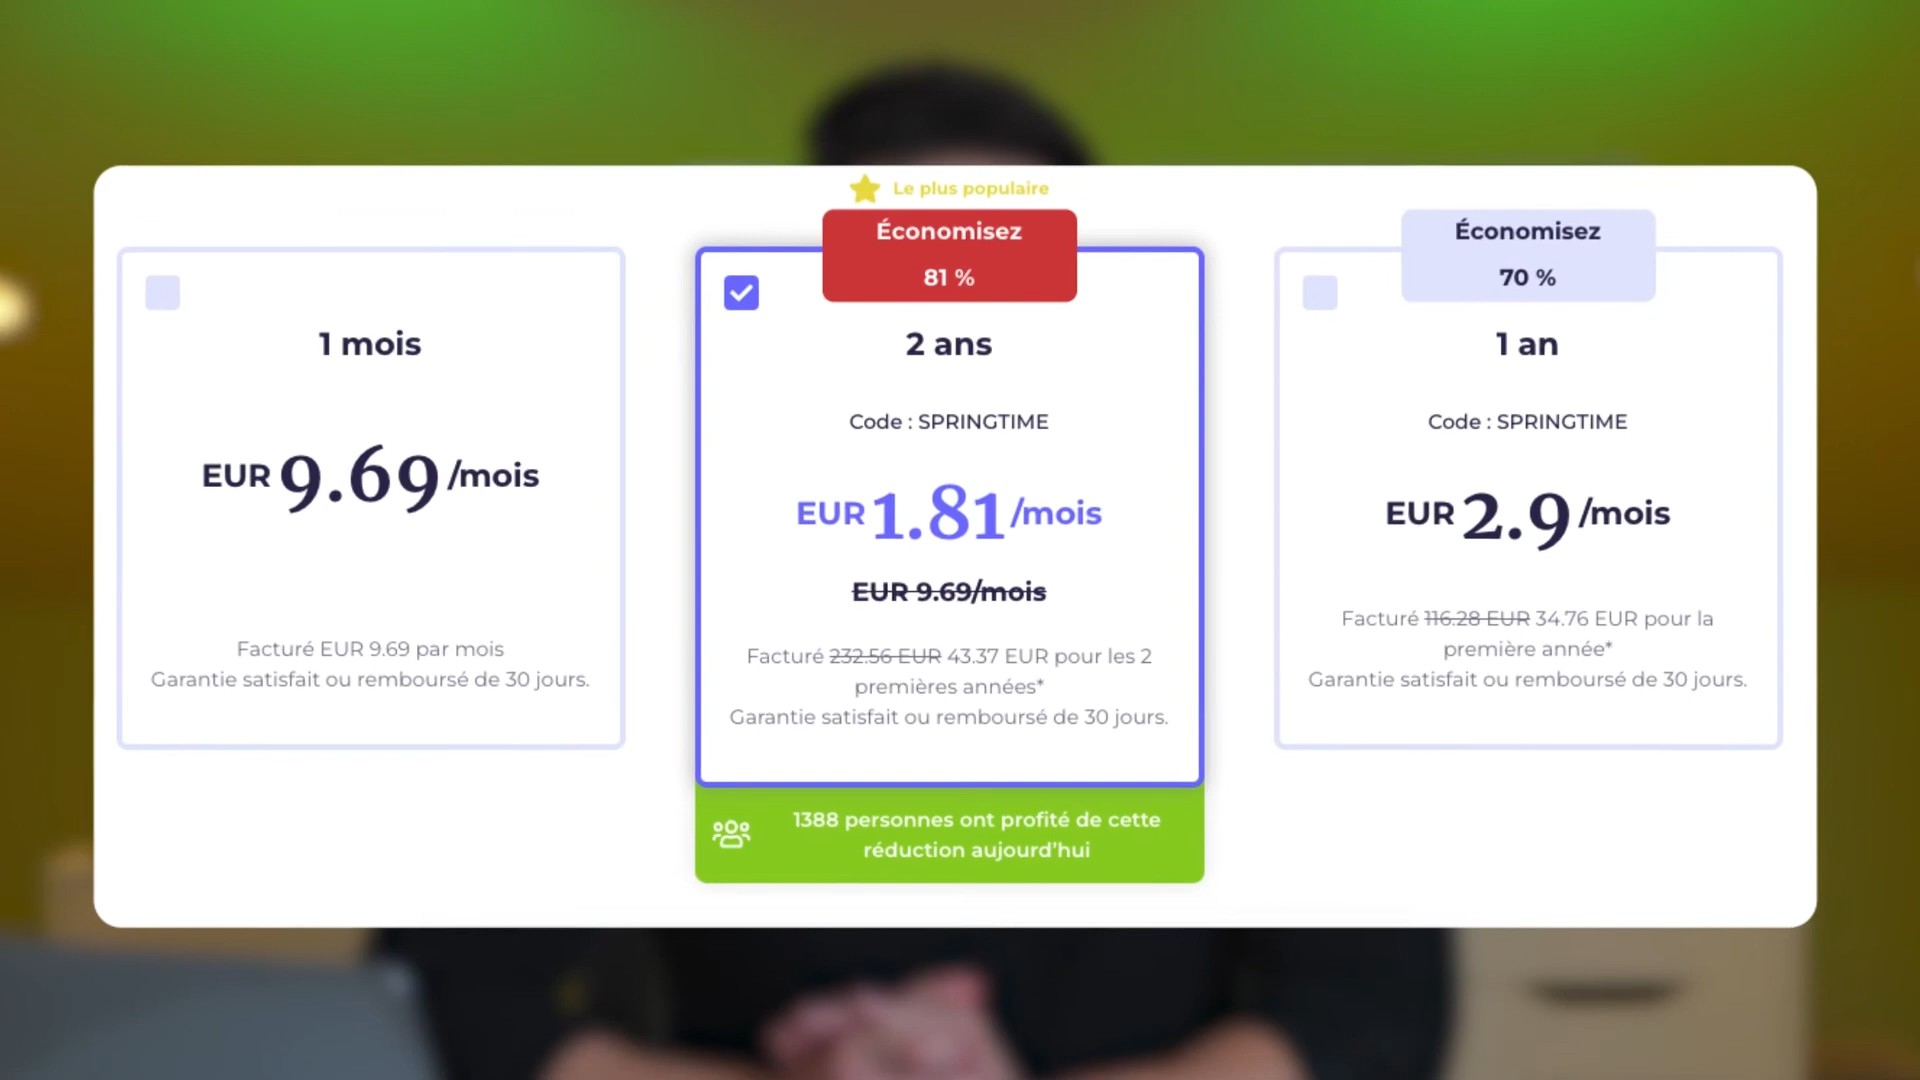 1 mois
EUR 9.69 /mois
Facturé EUR 9.69 par mois
Garantie satisfait ou remboursé de 30 jours.
Le plus populaire
Économisez
81 %
2 ans
Code : SPRINGTIME
EUR 1.81 /mois
EUR 9.69/mois
Facturé 232.56 EUR 43.37 EUR pour les 2
premières années*
Garantie satisfait ou remboursé de 30 jours.
1388 personnes ont profité de cette
réduction aujourd'hui
Économisez
70 %
1 an
Code : SPRINGTIME
EUR 2.9 /mois
Facturé 116.28 EUR 34.76 EUR pour la
première année*
Garantie satisfait ou remboursé de 30 jours.